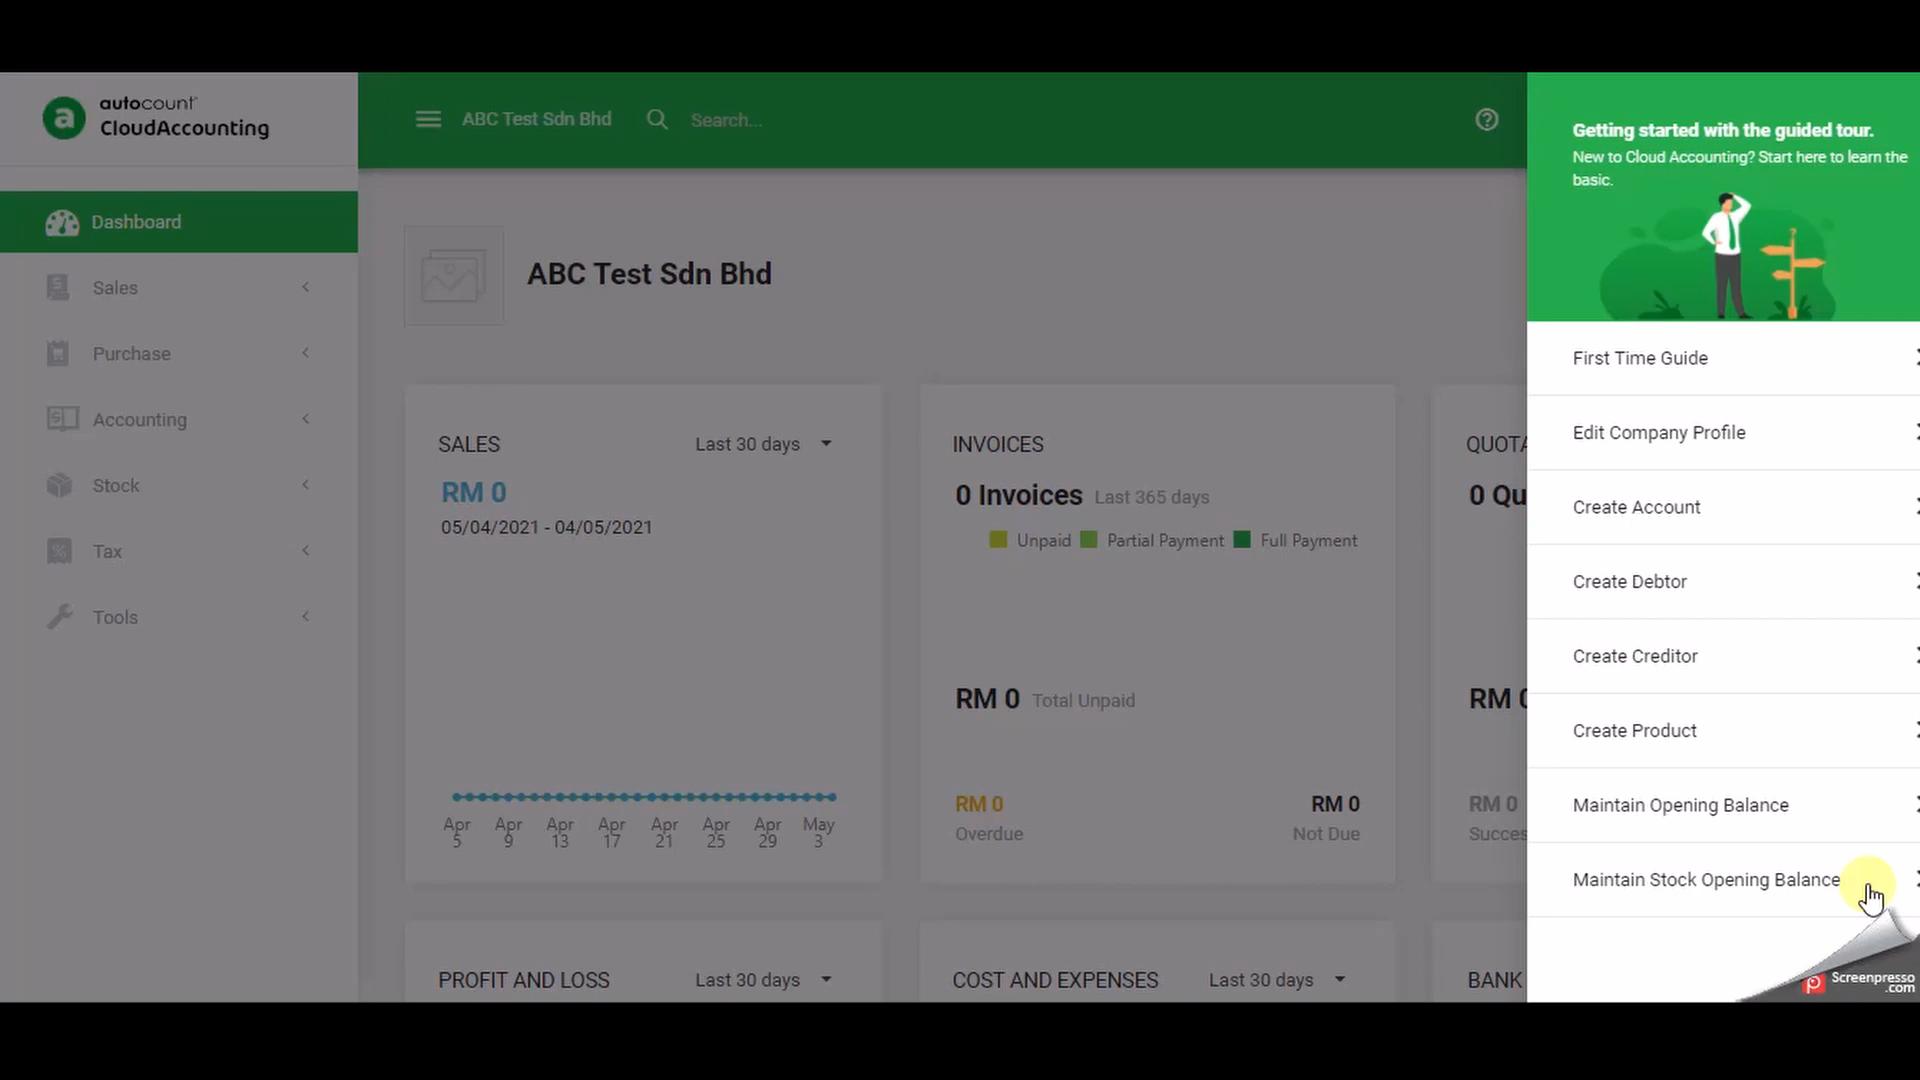 autocount
CloudAccounting
ABC Test Sdn Bhd
Search...
Dashboard
Sales
Purchase
Accounting
Stock
Tax
Tools
ABC Test Sdn Bhd
SALES
Last 30 days
RM 0
05/04/2021 - 04/05/2021
Apr 5
Apr 9
Apr 13
Apr 17
Apr 21
Apr 25
Apr 29
May 3
INVOICES
0 Invoices Last 365 days
Unpaid Partial Payment Full Payment
RM 0 Total Unpaid
RM 0
Overdue
RM 0
Not Due
QUOTA
0 Qu
RM 0
RM 0
Succes
PROFIT AND LOSS
Last 30 days
COST AND EXPENSES
Last 30 days
BANK
Getting started with the guided tour.
New to Cloud Accounting? Start here to learn the
basic.
First Time Guide
Edit Company Profile
Create Account
Create Debtor
Create Creditor
Create Product
Maintain Opening Balance
Maintain Stock Opening Balance
Screenpresso
.com